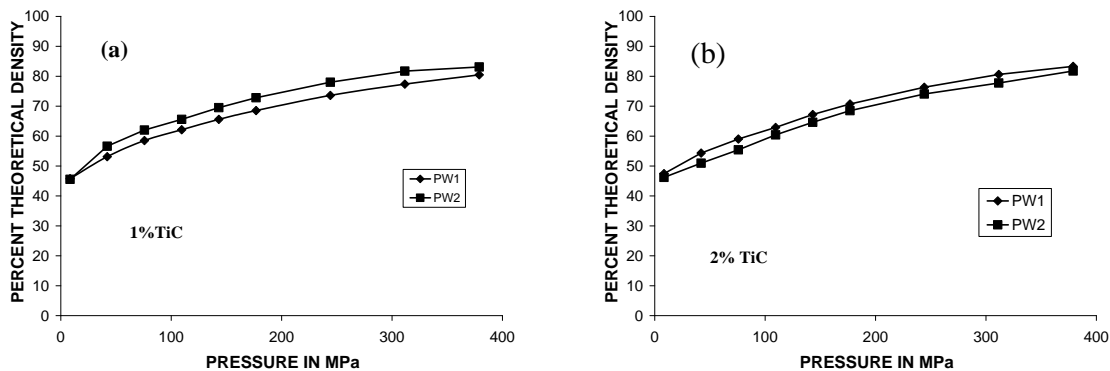 (a)
PERCENT THEORETICAL DENSITY
100
90
80
70
60
50
40
30
20
10
0
PW1
PW2
1%TiC
0 100 200 300 400
PRESSURE IN MPa
(b)
PERCENT THEORETICAL DENSITY
100
90
80
70
60
50
40
30
20
10
0
PW1
PW2
2% TiC
0 100 200 300 400
PRESSURE IN MPa